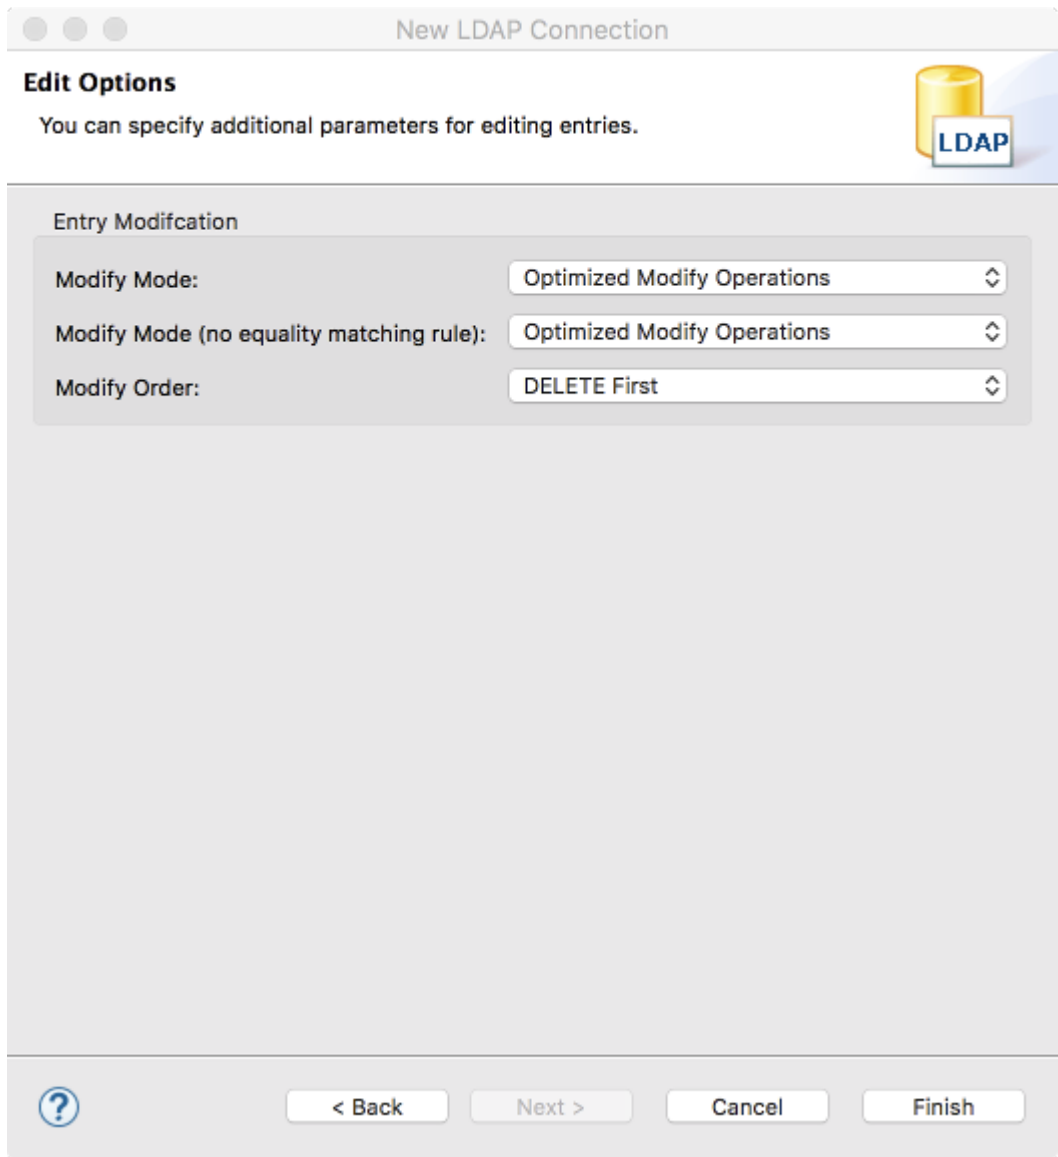 New LDAP Connection
Edit Options
You can specify additional parameters for editing entries.
LDAP
Entry Modifcation
Modify Mode: Optimized Modify Operations
Modify Mode (no equality matching rule): Optimized Modify Operations
Modify Order: DELETE First
? < Back Next > Cancel Finish